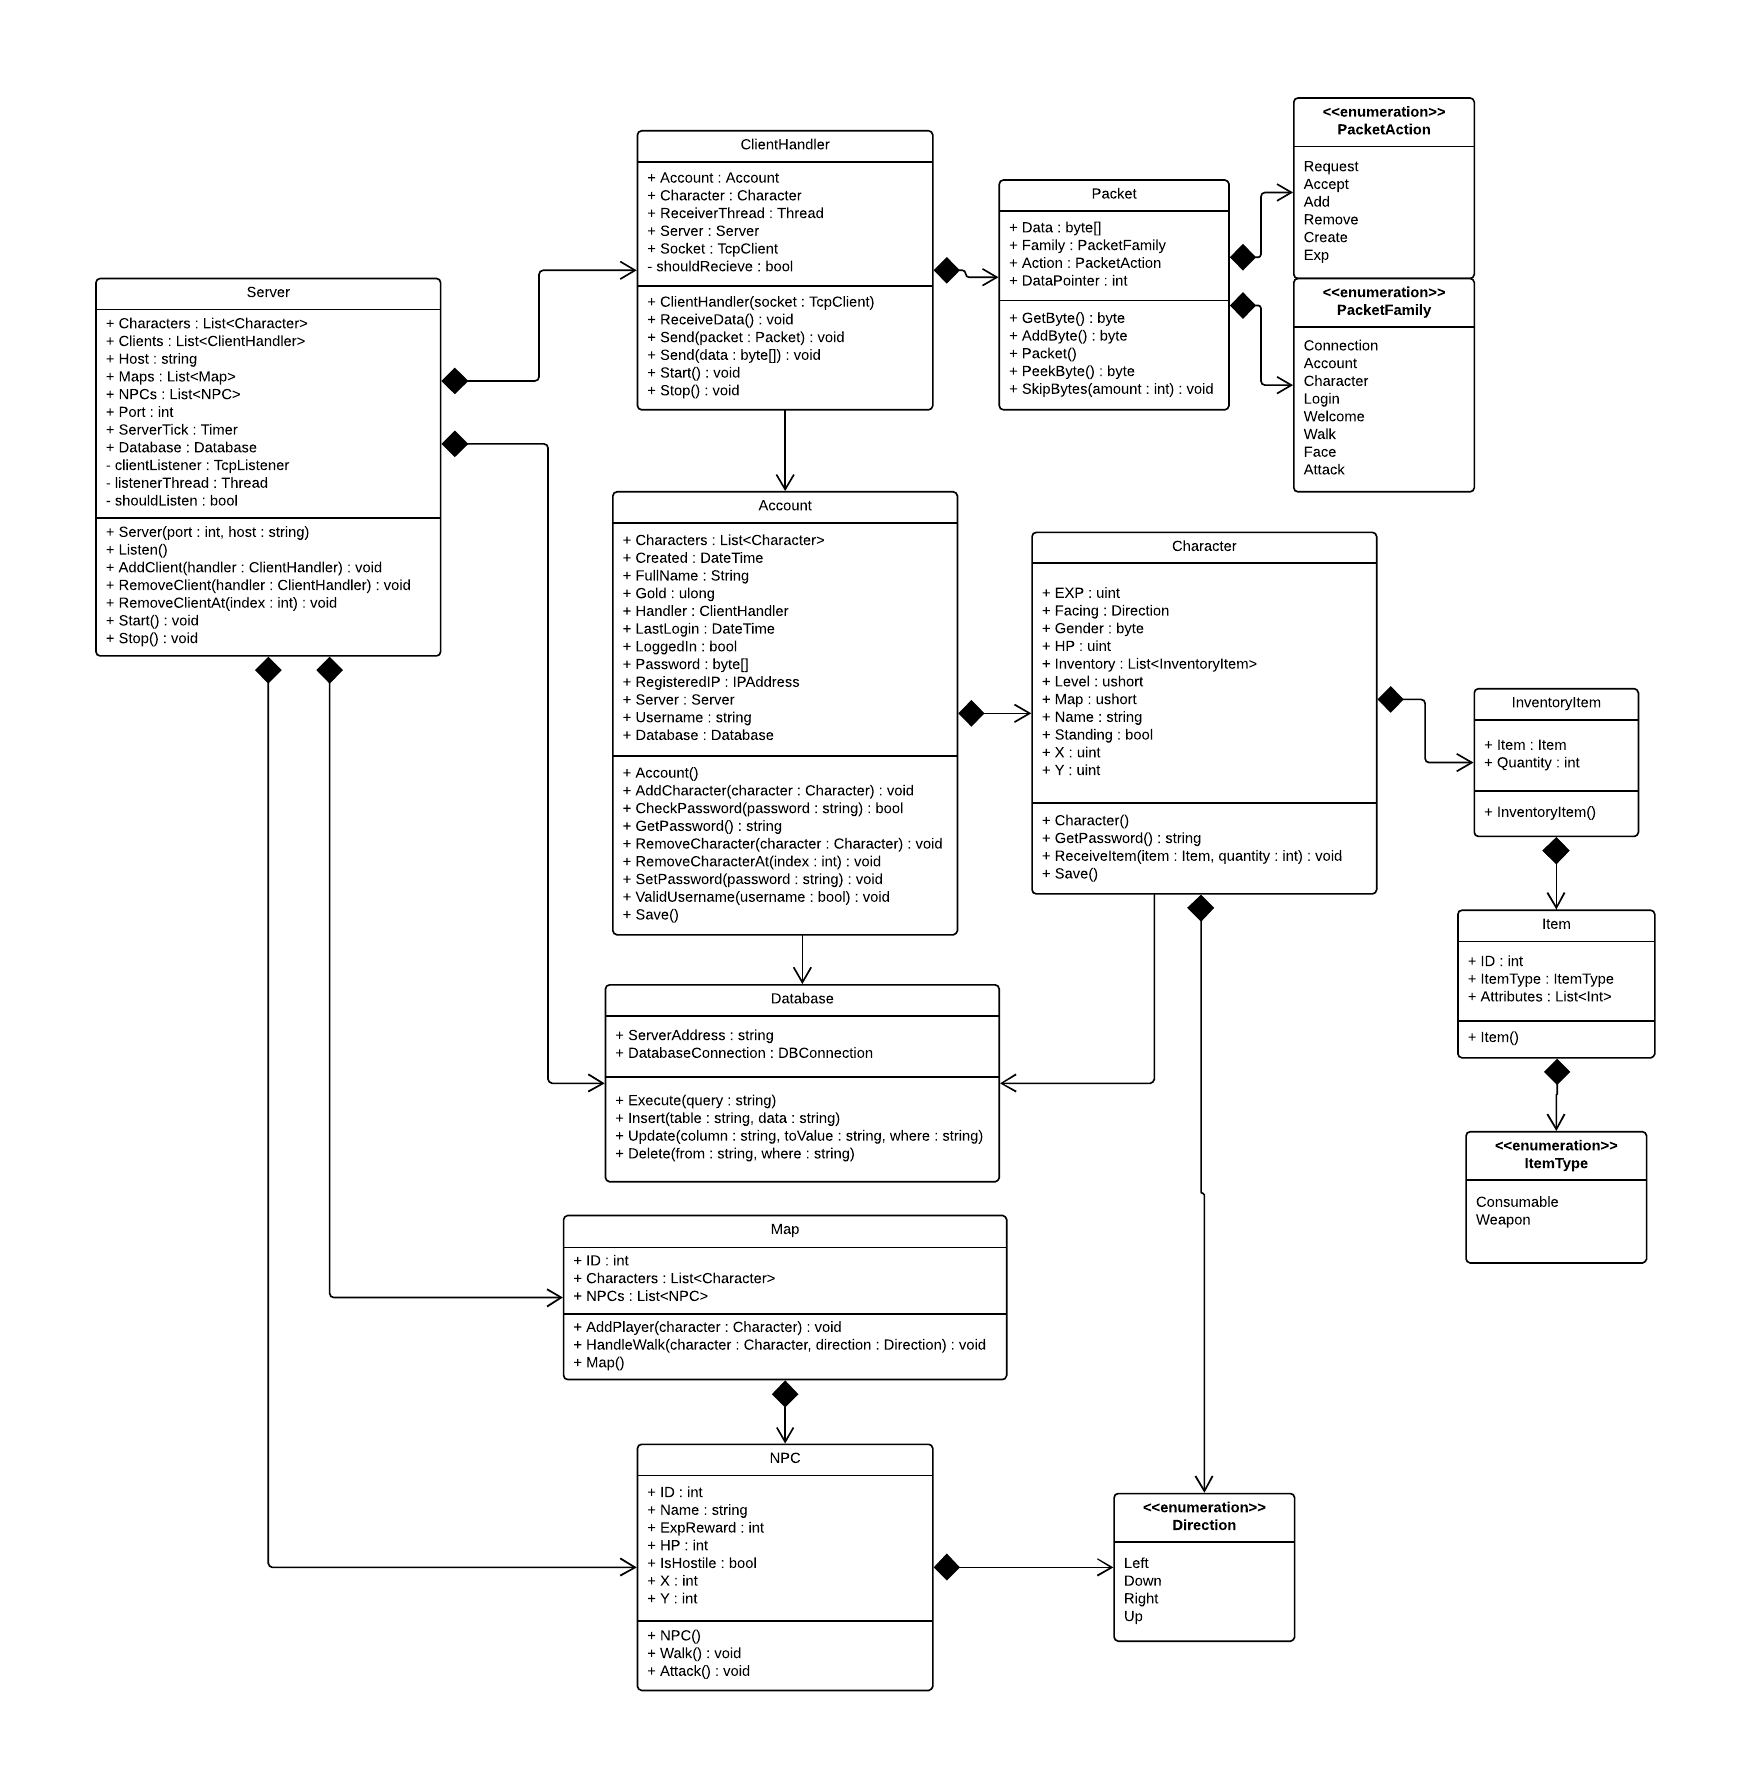 <<enumeration>>
PacketAction
Request
Accept
Add
Remove
Create
Exp
ClientHandler
+ Account : Account
+ Character : Character
+ ReceiverThread : Thread
+ Server : Server
+ Socket : TcpClient
- shouldRecieve : bool
+ ClientHandler(socket : TcpClient)
+ ReceiveData() : void
+ Send(packet : Packet) : void
+ Send(data : byte[]) : void
+ Start() : void
+ Stop() : void
Packet
+ Data : byte[]
+ Family : PacketFamily
+ Action : PacketAction
+ DataPointer : int
+ GetByte() : byte
+ AddByte() : byte
+ Packet()
+ PeekByte() : byte
+ SkipBytes(amount : int) : void
<<enumeration>>
PacketFamily
Connection
Account
Character
Login
Welcome
Walk
Face
Attack
Server
+ Characters : List<Character>
+ Clients : List<ClientHandler>
+ Host : string
+ Maps : List<Map>
+ NPCs : List<NPC>
+ Port : int
+ ServerTick : Timer
+ Database : Database
- clientListener : TcpListener
- listenerThread : Thread
- shouldListen : bool
+ Server(port : int, host : string)
+ Listen()
+ AddClient(handler : ClientHandler) : void
+ RemoveClient(handler : ClientHandler) : void
+ RemoveClientAt(index : int) : void
+ Start() : void
+ Stop() : void
Account
+ Characters : List<Character>
+ Created : DateTime
+ FullName : String
+ Gold : ulong
+ Handler : ClientHandler
+ LastLogin : DateTime
+ LoggedIn : bool
+ Password : byte[]
+ RegisteredIP : IPAddress
+ Server : Server
+ Username : string
+ Database : Database
+ Account()
+ AddCharacter(character : Character) : void
+ CheckPassword(password : string) : bool
+ GetPassword() : string
+ RemoveCharacter(character : Character) : void
+ RemoveCharacterAt(index : int) : void
+ SetPassword(password : string) : void
+ ValidUsername(username : bool) : void
+ Save()
Character
+ EXP : uint
+ Facing : Direction
+ Gender : byte
+ HP : uint
+ Inventory : List<InventoryItem>
+ Level : ushort
+ Map : ushort
+ Name : string
+ Standing : bool
+ X : uint
+ Y : uint
+ Character()
+ GetPassword() : string
+ ReceiveItem(item : Item, quantity : int) : void
+ Save()
InventoryItem
+ Item : Item
+ Quantity : int
+ InventoryItem()
Item
+ ID : int
+ ItemType : ItemType
+ Attributes : List<Int>
+ Item()
<<enumeration>>
ItemType
Consumable
Weapon
Database
+ ServerAddress : string
+ DatabaseConnection : DBConnection
+ Execute(query : string)
+ Insert(table : string, data : string)
+ Update(column : string, toValue : string, where : string)
+ Delete(from : string, where : string)
Map
+ ID : int
+ Characters : List<Character>
+ NPCs : List<NPC>
+ AddPlayer(character : Character) : void
+ HandleWalk(character : Character, direction : Direction) : void
+ Map()
NPC
+ ID : int
+ Name : string
+ ExpReward : int
+ HP : int
+ IsHostile : bool
+ X : int
+ Y : int
+ NPC()
+ Walk() : void
+ Attack() : void
<<enumeration>>
Direction
Left
Down
Right
Up